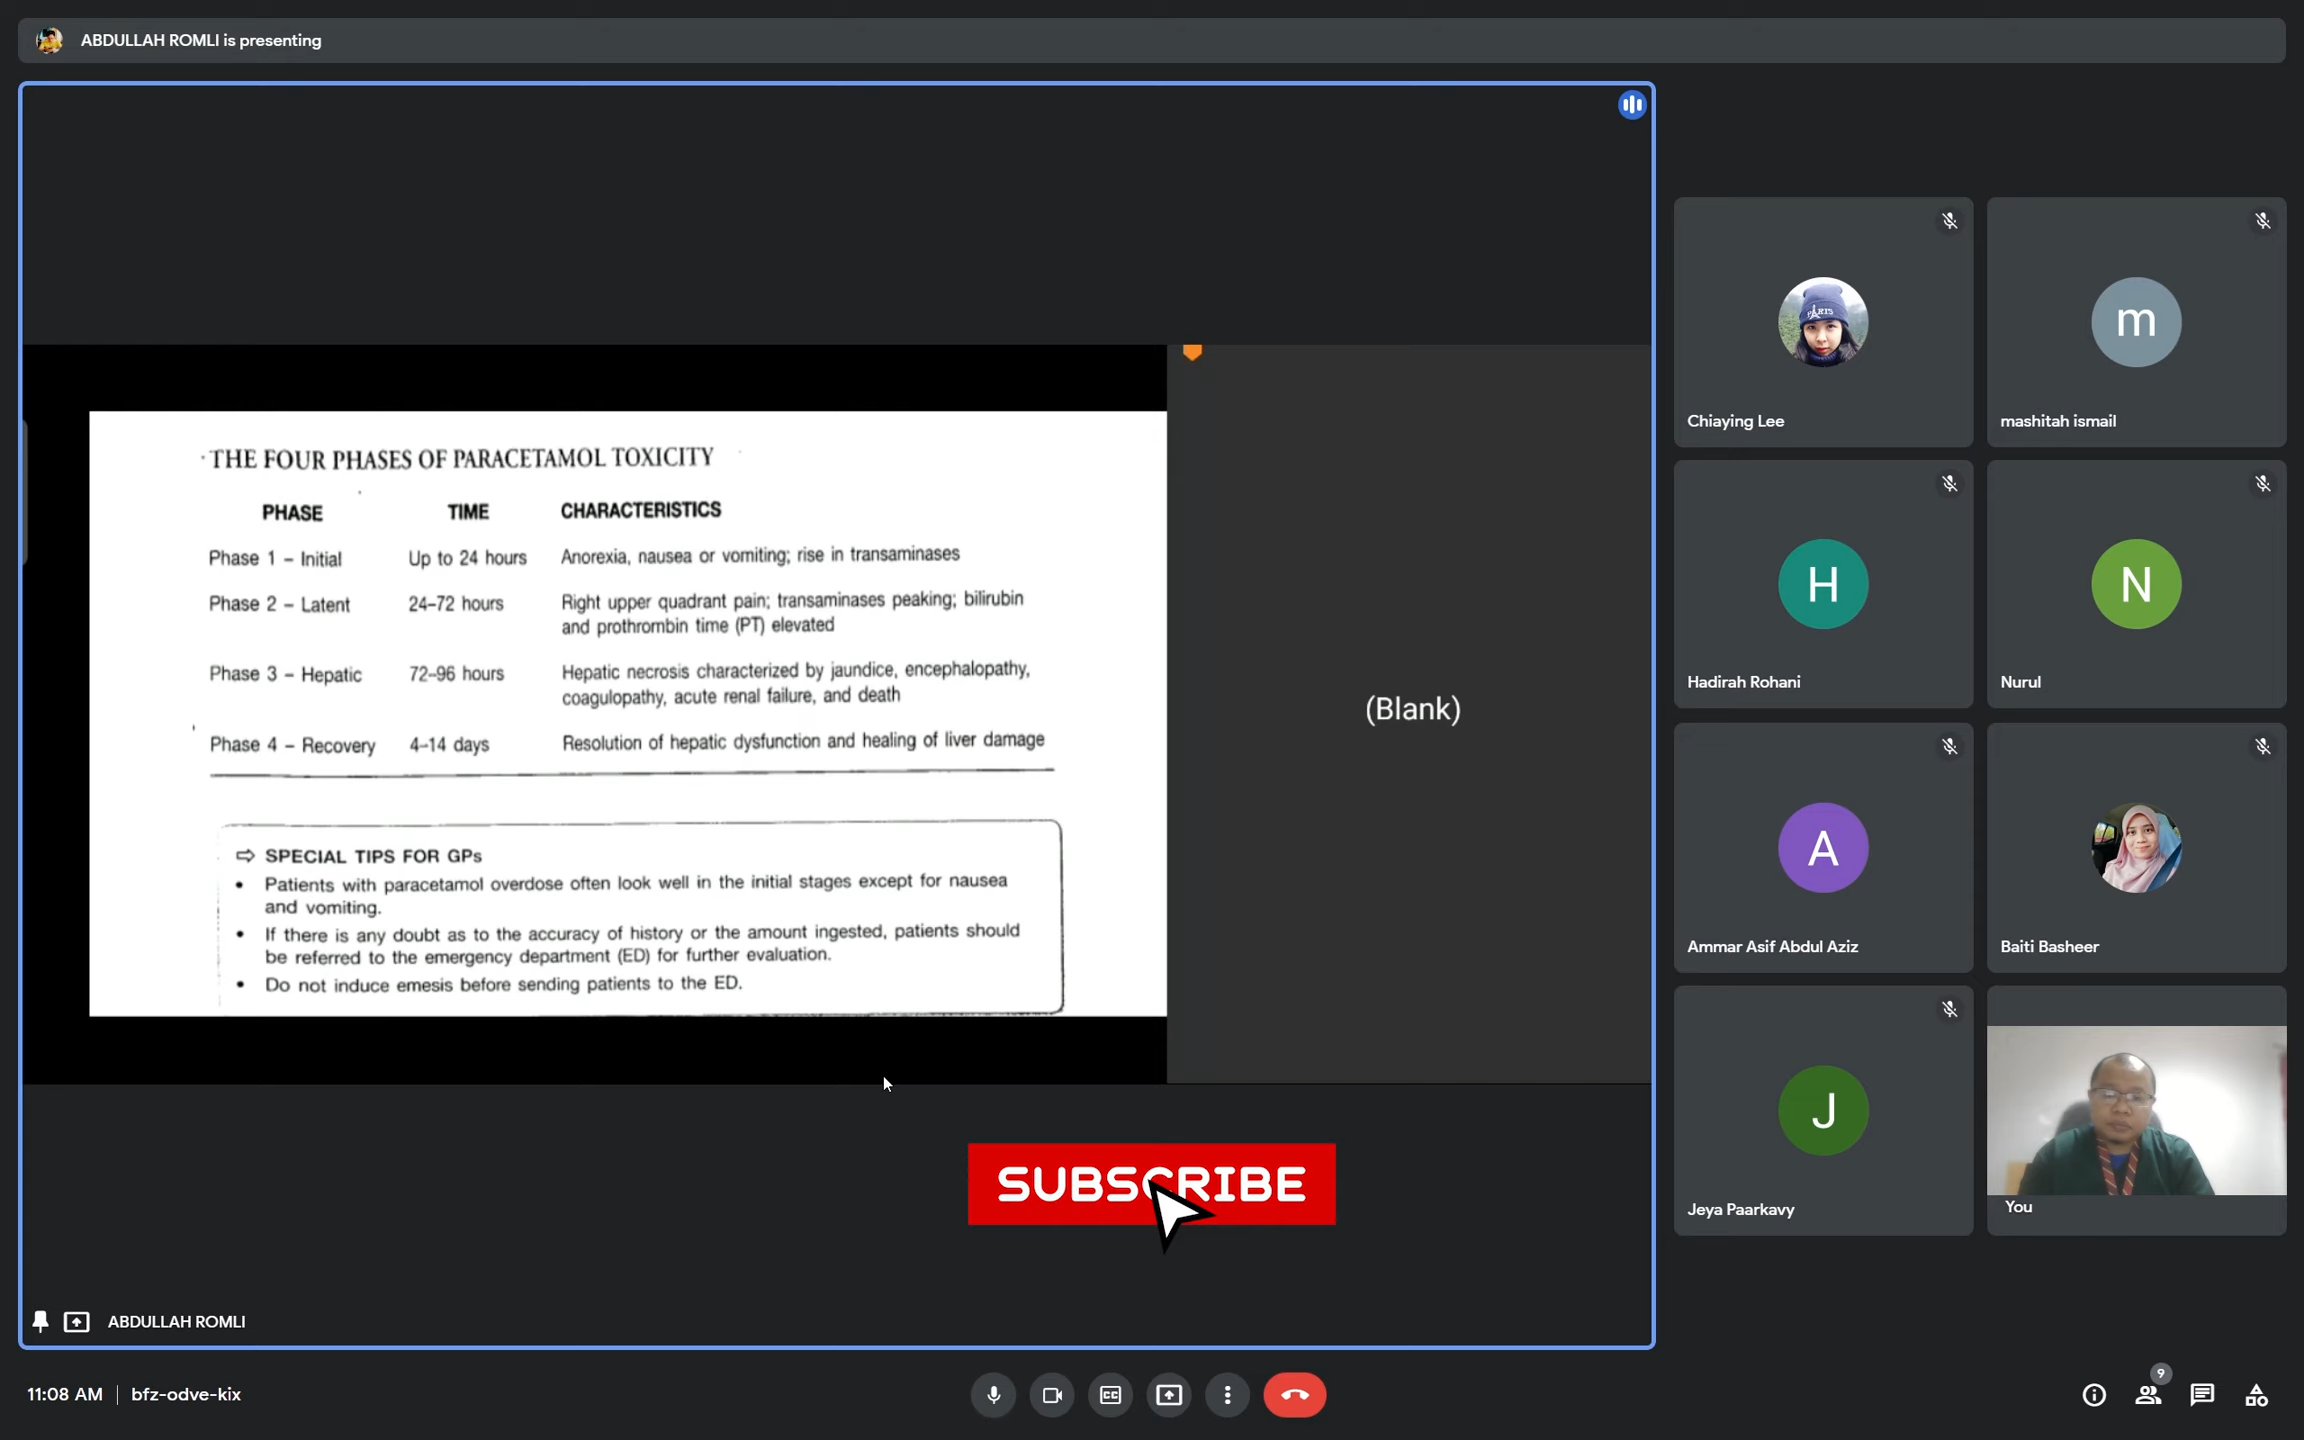 ABDULLAH ROMLI is presenting
THE FOUR PHASES OF PARACETAMOL TOXICITY
PHASE TIME CHARACTERISTICS
Phase 1 – Initial Up to 24 hours Anorexia, nausea or vomiting; rise in transaminases
Phase 2 – Latent 24–72 hours Right upper quadrant pain; transaminases peaking; bilirubin
and prothrombin time (PT) elevated
Phase 3 – Hepatic 72–96 hours Hepatic necrosis characterized by jaundice, encephalopathy,
coagulopathy, acute renal failure, and death
Phase 4 – Recovery 4–14 days Resolution of hepatic dysfunction and healing of liver damage
⇨ SPECIAL TIPS FOR GPs
• Patients with paracetamol overdose often look well in the initial stages except for nausea
and vomiting.
• If there is any doubt as to the accuracy of history or the amount ingested, patients should
be referred to the emergency department (ED) for further evaluation.
• Do not induce emesis before sending patients to the ED.
(Blank)
SUBSCRIBE
ABDULLAH ROMLI
PARIS
Chiaying Lee
m
mashitah ismail
H
Hadirah Rohani
N
Nurul
A
Ammar Asif Abdul Aziz
Baiti Basheer
J
Jeya Paarkavy
You
11:08 AM | bfz-odve-kix
CC
9